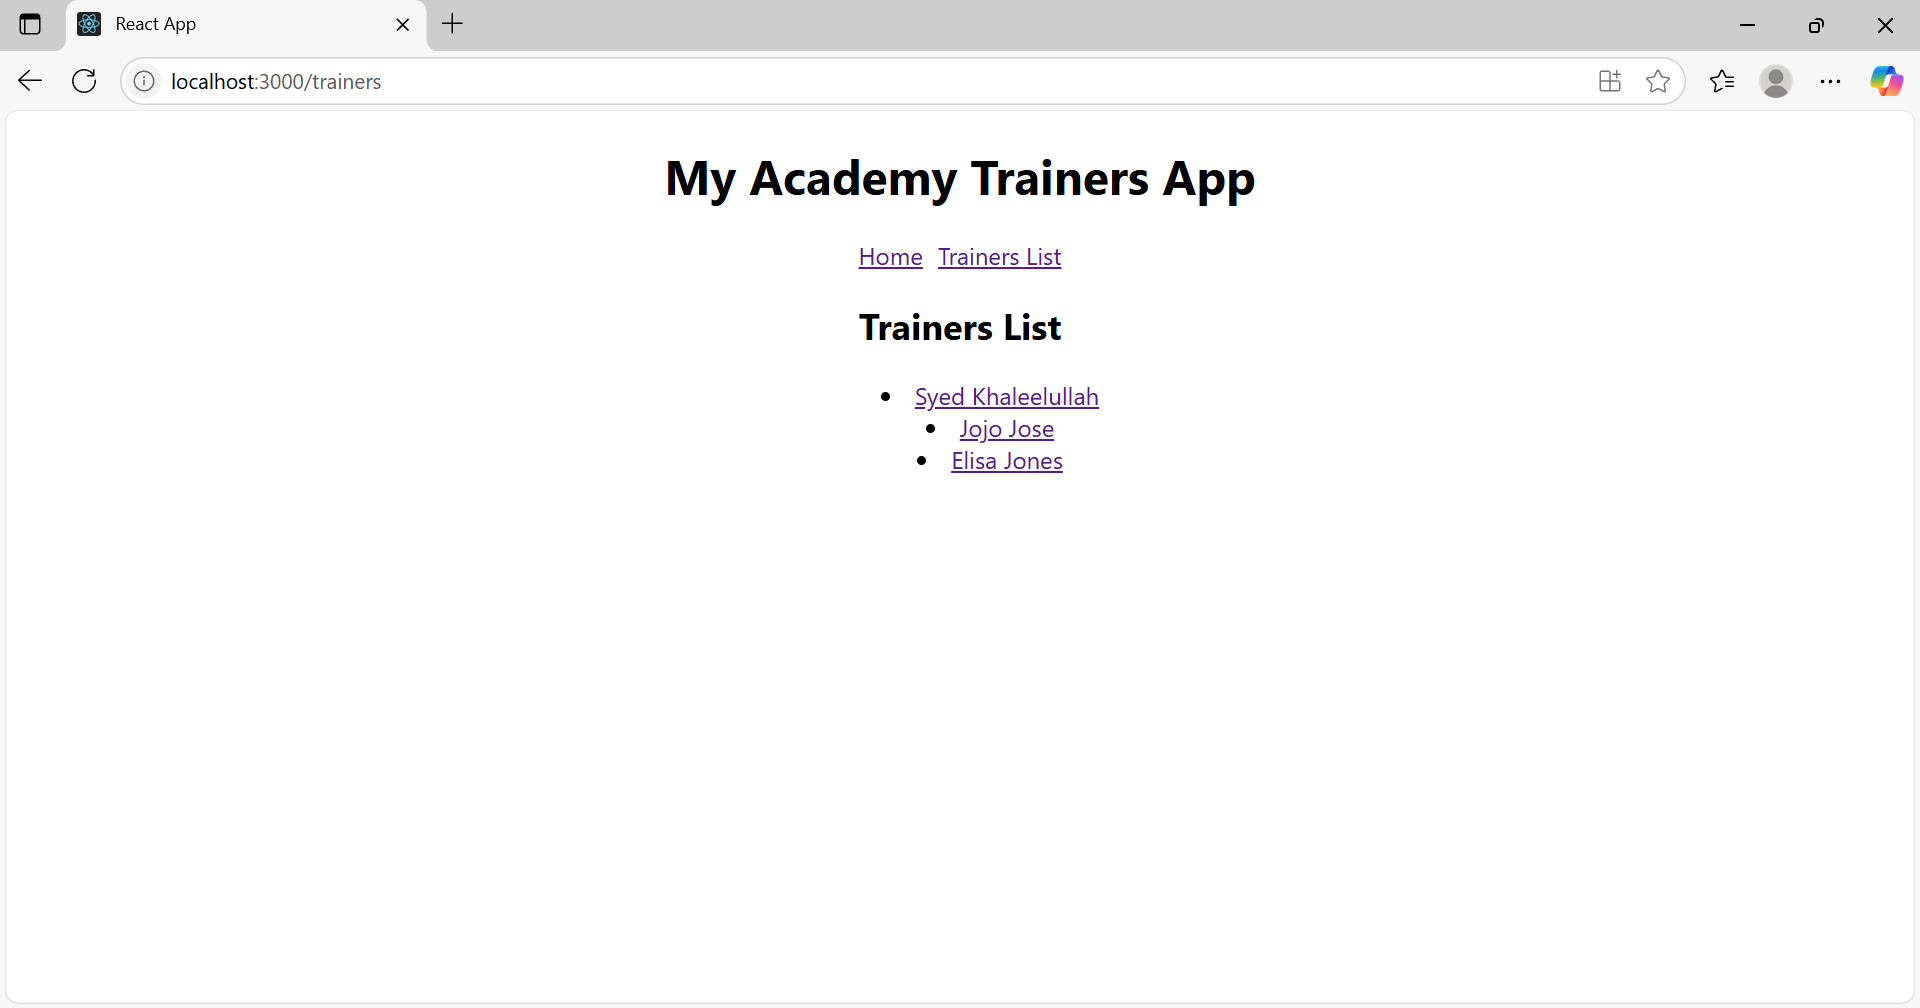 React App
localhost:3000/trainers
My Academy Trainers App
Home Trainers List
Trainers List
Syed Khaleelullah
Jojo Jose
Elisa Jones